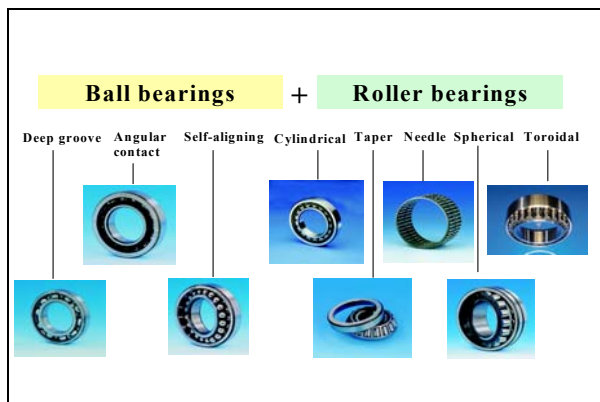 Ball bearings + Roller bearings
Deep groove Angular contact Self-aligning Cylindrical Taper Needle Spherical Toroidal